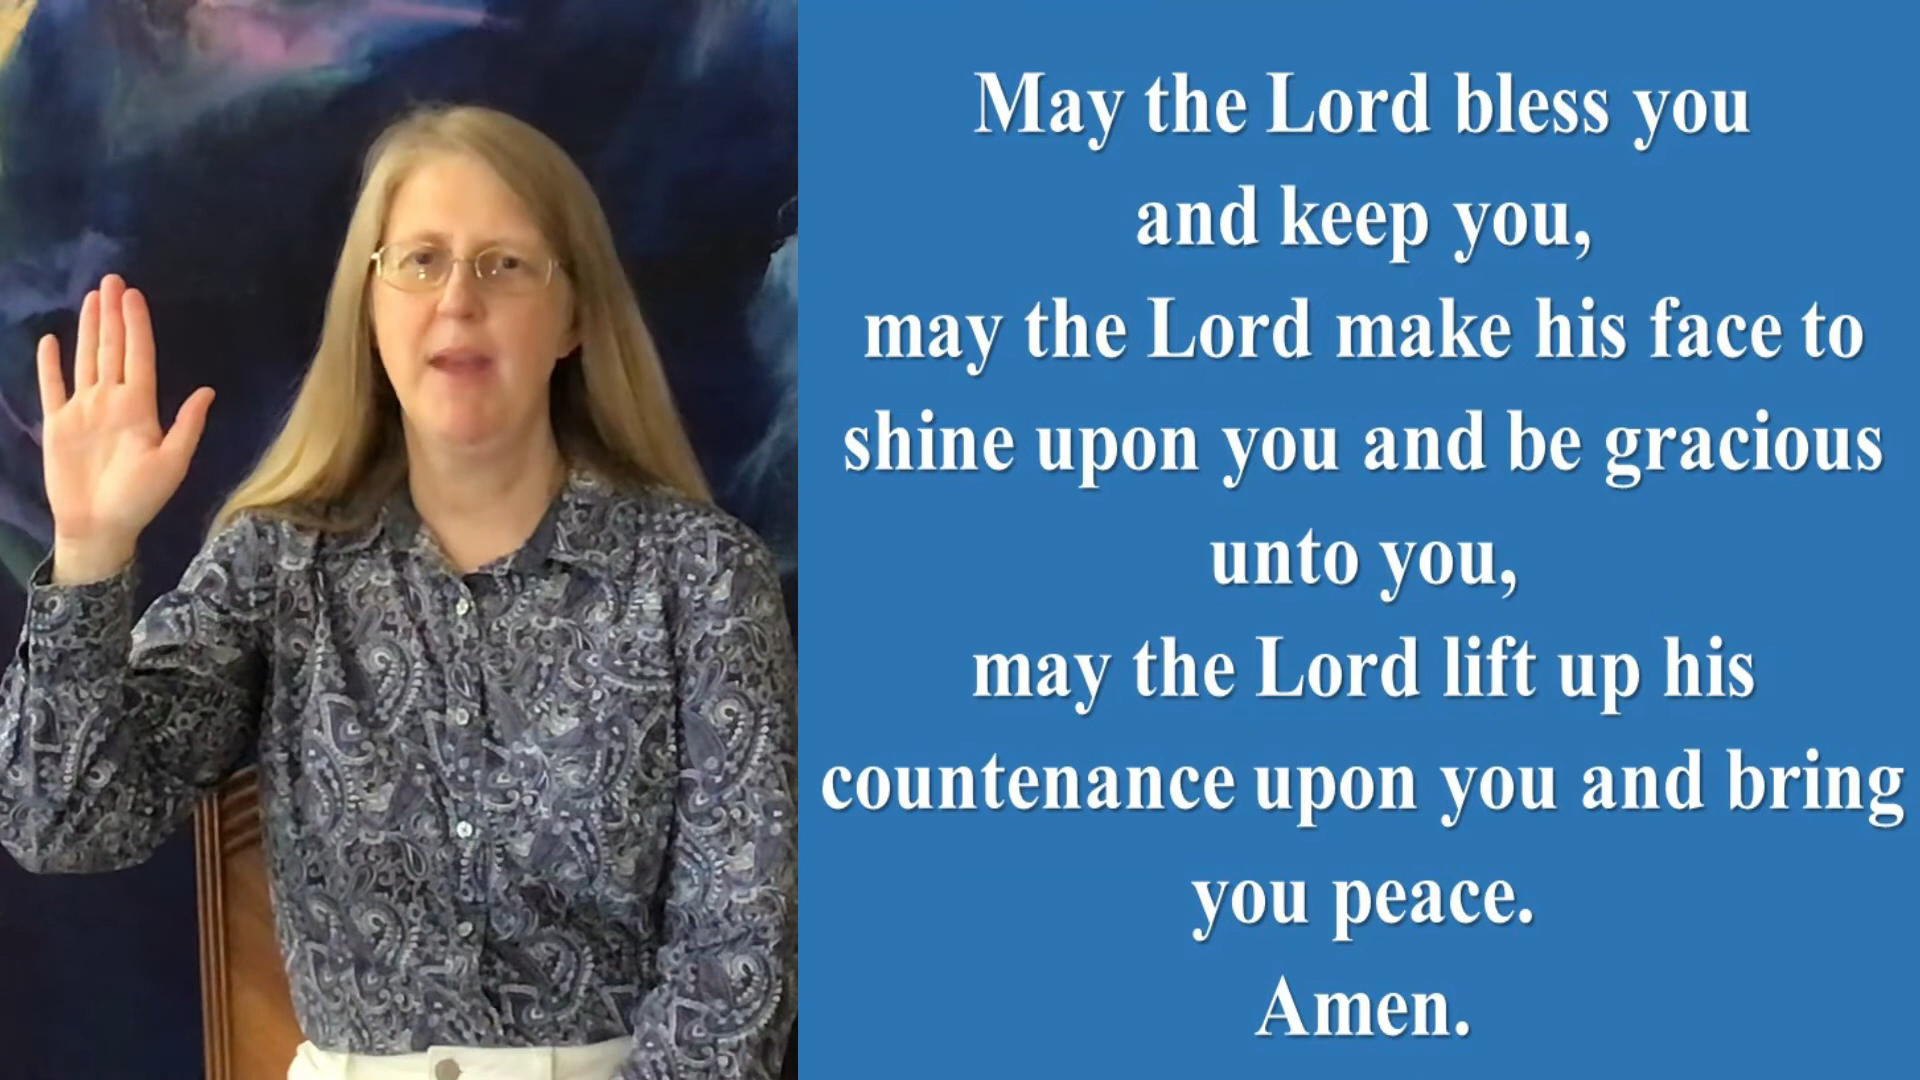 May the Lord bless you
and keep you,
may the Lord make his face to
shine upon you and be gracious
unto you,
may the Lord lift up his
countenance upon you and bring
you peace.
Amen.